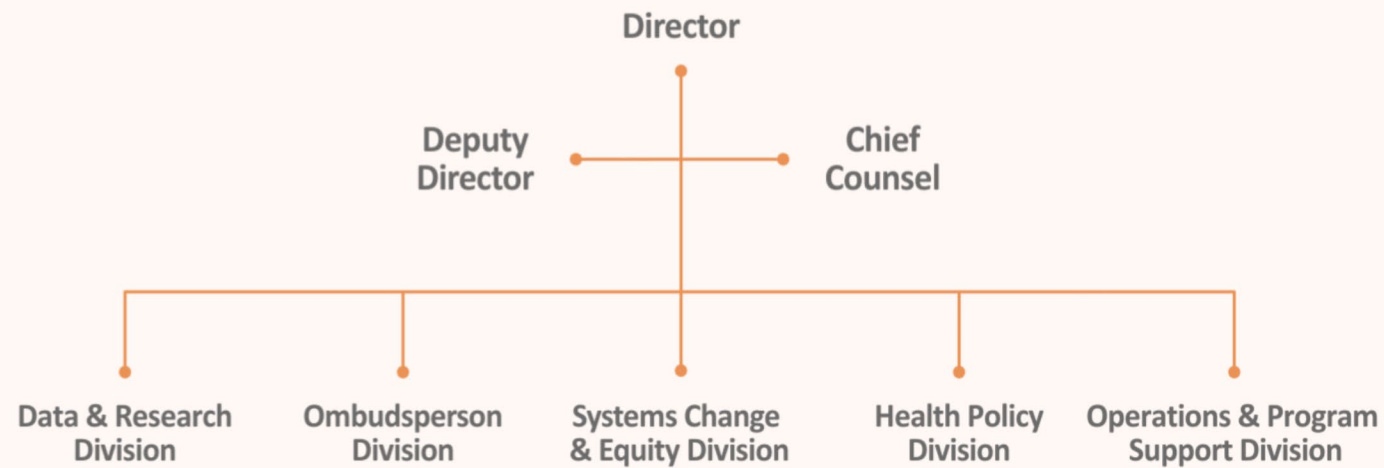 Director
Deputy
Director
Chief
Counsel
Data & Research
Division
Ombudsperson
Division
Systems Change
& Equity Division
Health Policy
Division
Operations & Program
Support Division